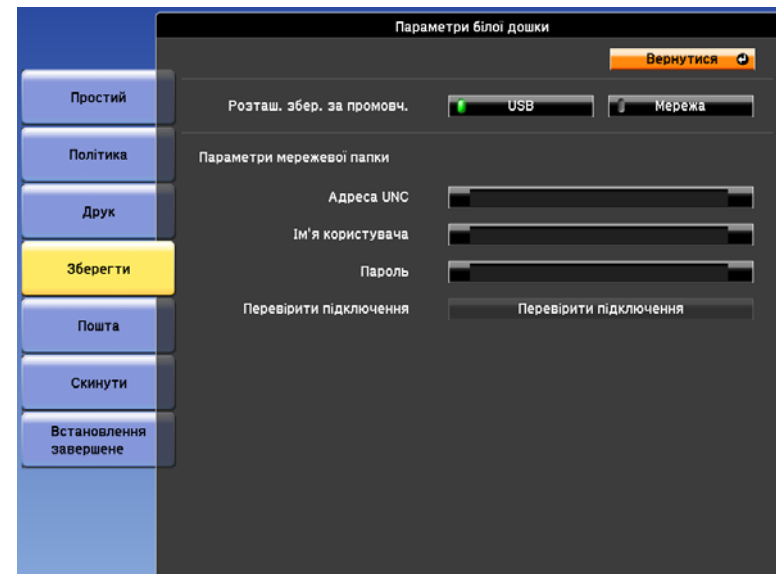 Параметри білої дошки
Вернутися
Простий
Політика
Друк
Зберегти
Пошта
Скинути
Встановлення
завершене
Розташ. збер. за промовч.
USB
Мережа
Параметри мережевої папки
Адреса UNC
Ім'я користувача
Пароль
Перевірити підключення
Перевірити підключення